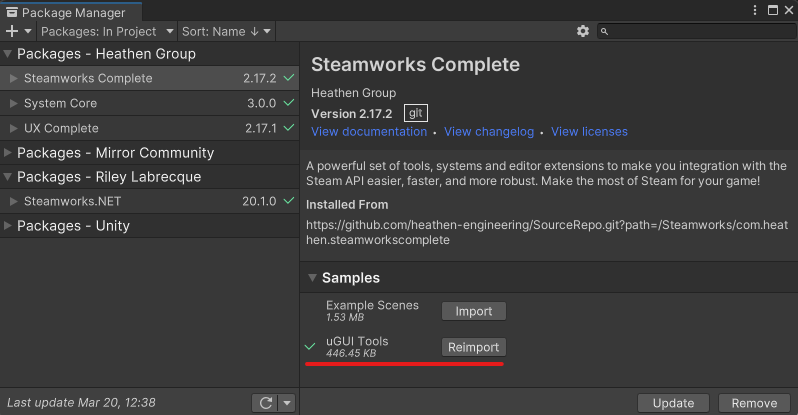 Package Manager
Packages: In Project
Sort: Name ↓
Packages - Heathen Group
Steamworks Complete 2.17.2
System Core 3.0.0
UX Complete 2.17.1
Packages - Mirror Community
Packages - Riley Labrecque
Steamworks.NET 20.1.0
Packages - Unity
Last update Mar 20, 12:38
Steamworks Complete
Heathen Group
Version 2.17.2 git
View documentation • View changelog • View licenses
A powerful set of tools, systems and editor extensions to make you integration with the
Steam API easier, faster, and more robust. Make the most of Steam for your game!
Installed From
https://github.com/heathen-engineering/SourceRepo.git?path=/Steamworks/com.heat
hen.steamworkscomplete
Samples
Example Scenes
1.53 MB
Import
uGUI Tools
446.45 KB
Reimport
Update
Remove